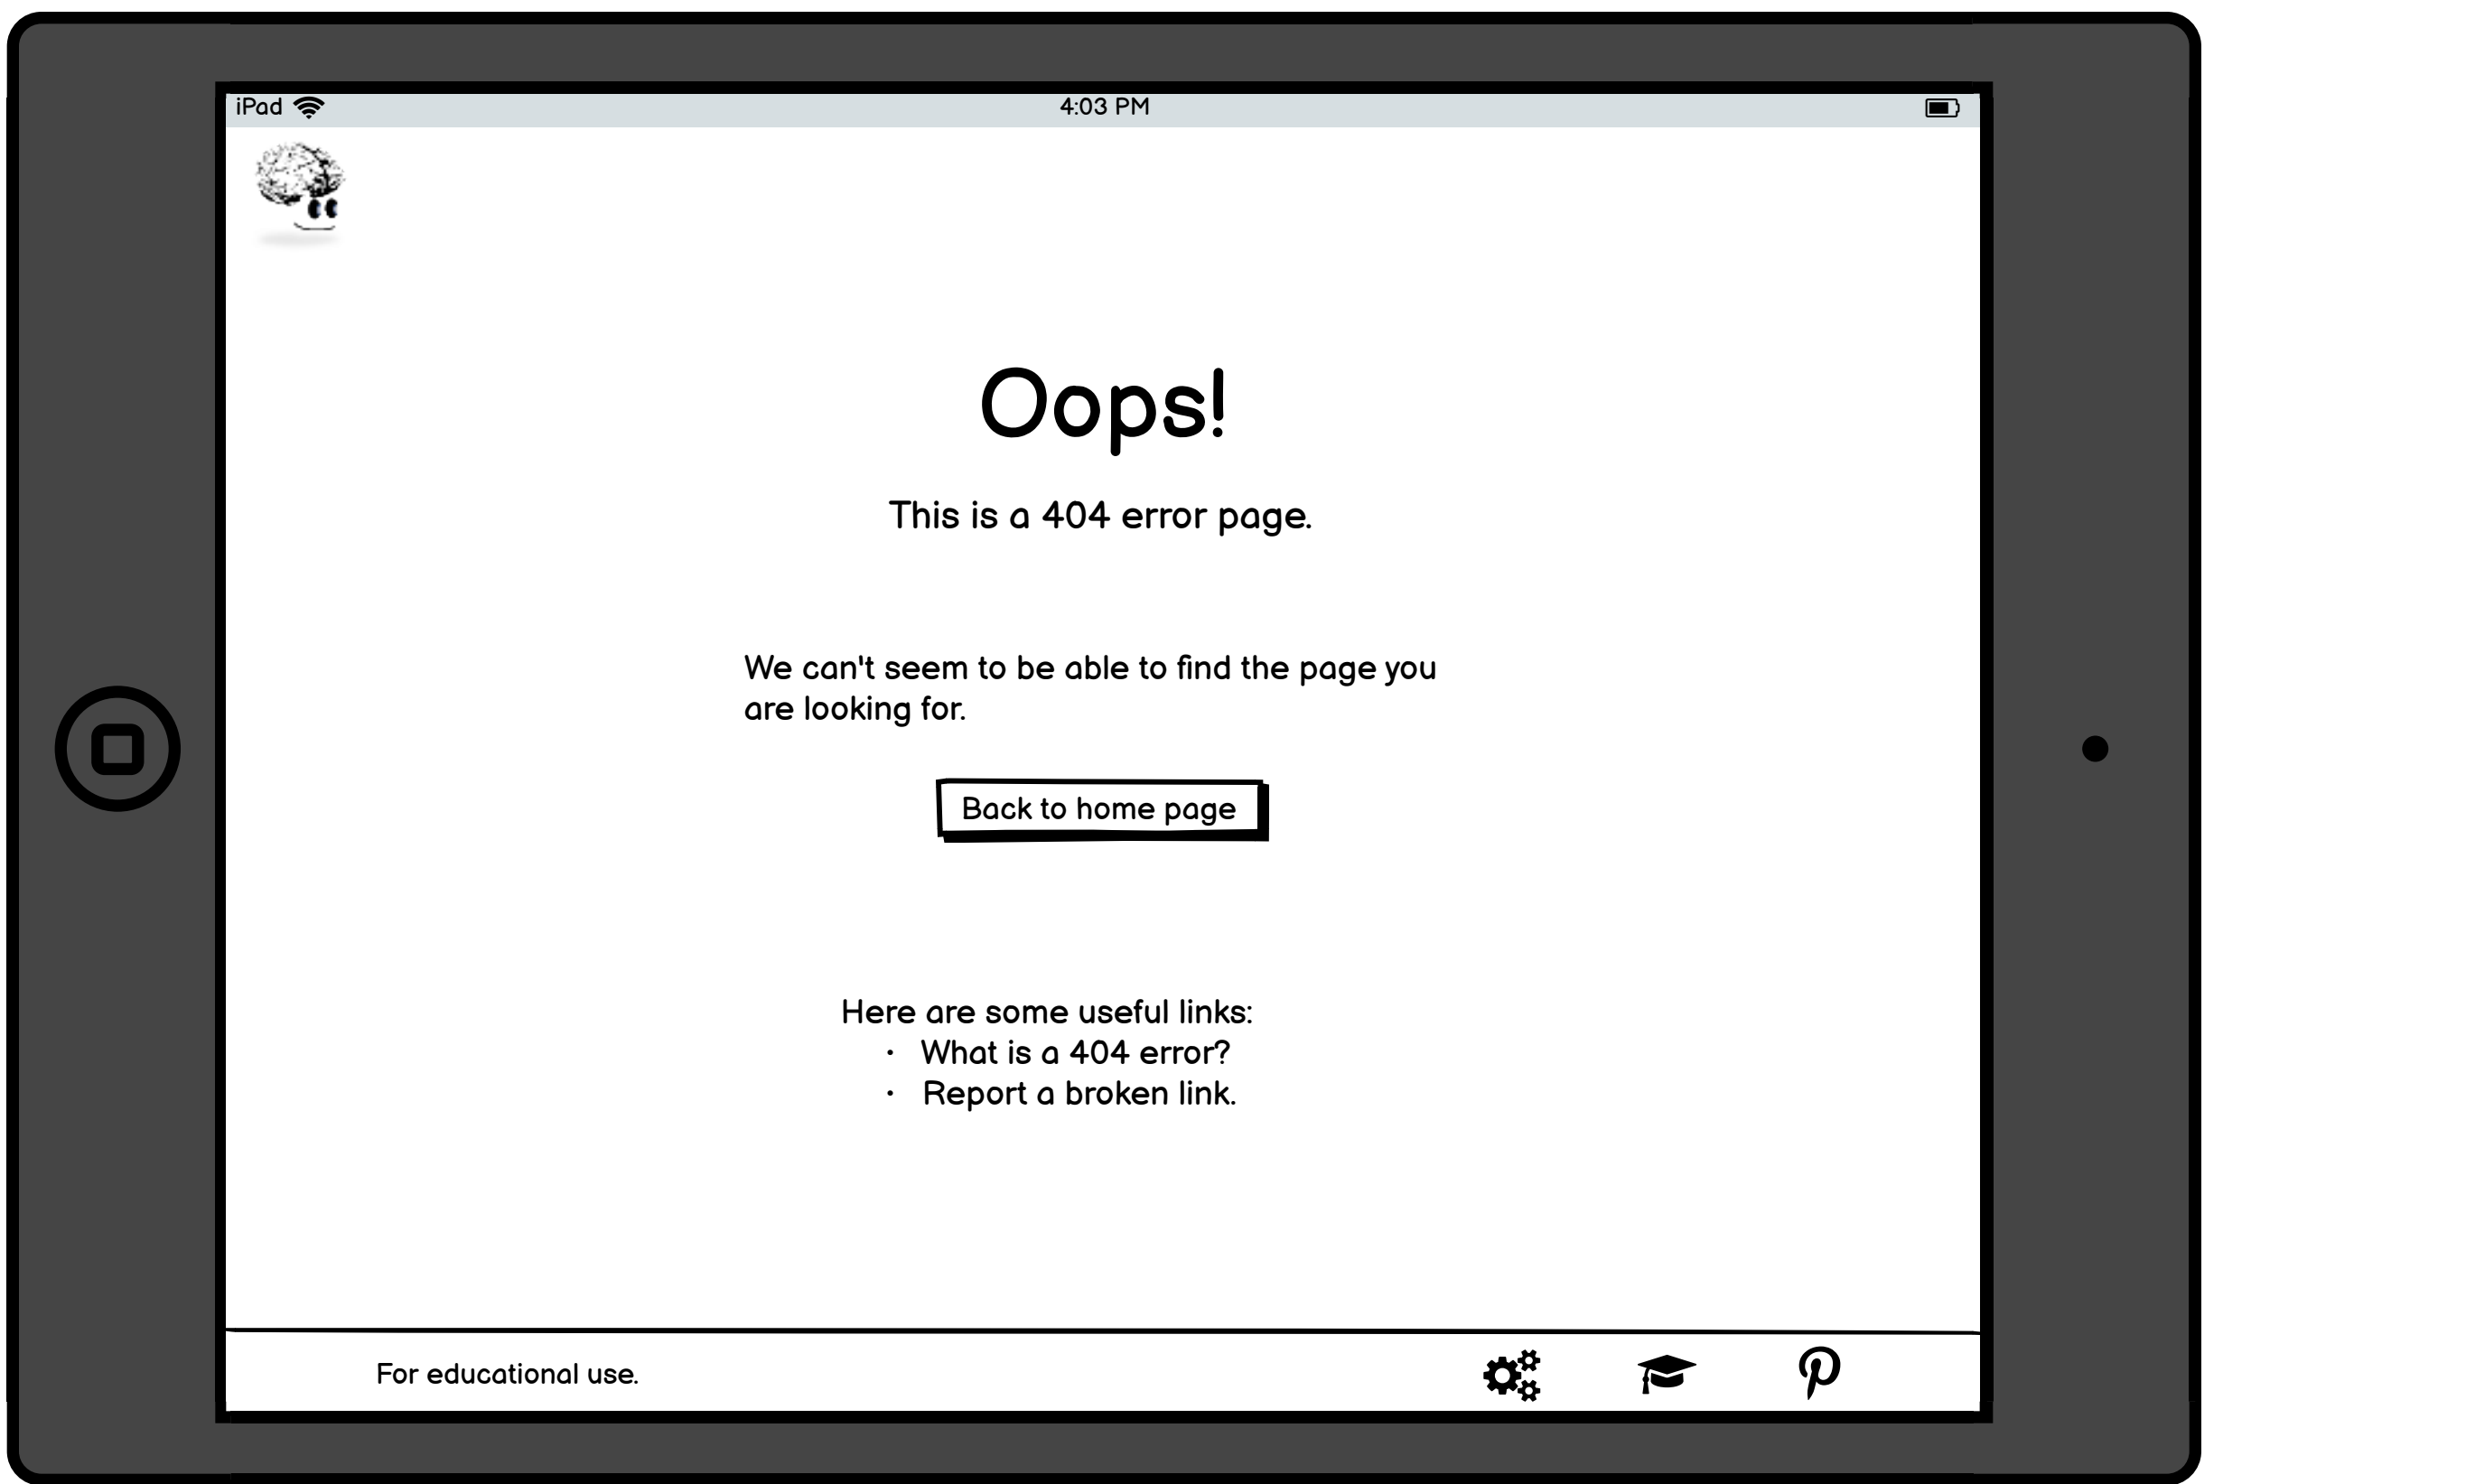 iPad 4:03 PM
Oops!
This is a 404 error page.
We can't seem to be able to find the page you
are looking for.
Back to home page
Here are some useful links:
• What is a 404 error?
• Report a broken link.
For educational use.